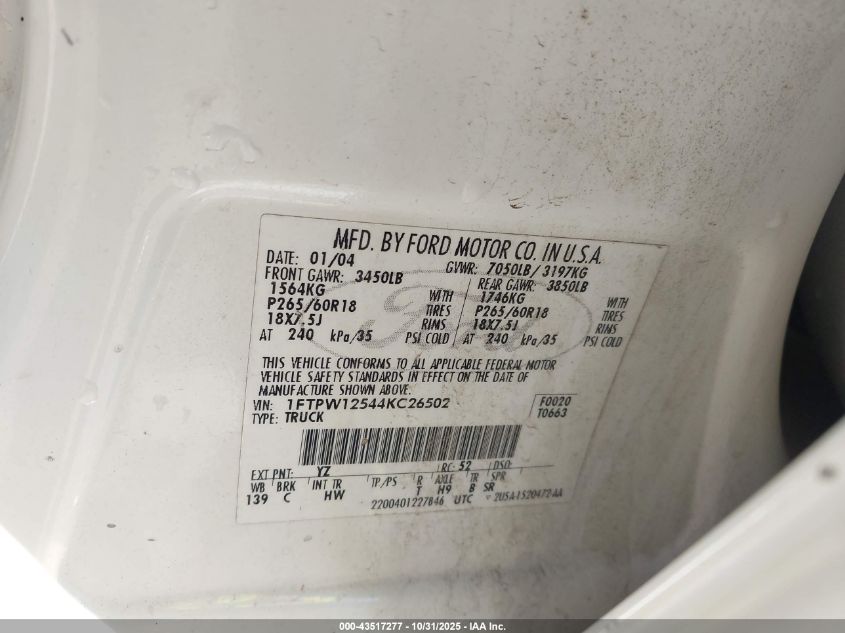 MFD. BY FORD MOTOR CO. IN U.S.A.
DATE: 01/04 GVWR: 7050LB/ 3197KG
FRONT GAWR: 3450LB REAR GAWR: 3850LB
1564KG WITH 1746KG WITH
P265/60R18 TIRES P265/60R18 TIRES
18X7.5J RIMS 18X7.5J RIMS
AT 240 kPa/35 PSI COLD AT 240 kPa/35 PSI COLD
Ford
THIS VEHICLE CONFORMS TO ALL APPLICABLE FEDERAL MOTOR
VEHICLE SAFETY STANDARDS IN EFFECT ON THE DATE OF
MANUFACTURE SHOWN ABOVE.
VIN: 1FTPW12544KC26502 F0020
TYPE: TRUCK T0663
EXT PNT: YZ RC: 52 DSO:
WB BRK INT TR TP/PS R AXLE TR SPR
139 C HW T H9 B SR
2200401227846 UTC 2U5A-1520472-AA
000-43517277 - 10/31/2025 - IAA Inc.